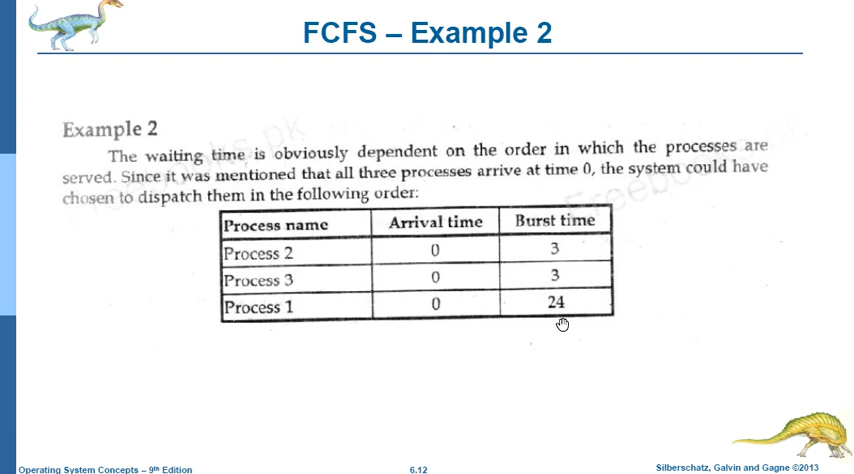 FCFS – Example 2
Example 2
The waiting time is obviously dependent on the order in which the processes are
served. Since it was mentioned that all three processes arrive at time 0, the system could have
chosen to dispatch them in the following order:
Process name Arrival time Burst time
Process 2 0 3
Process 3 0 3
Process 1 0 24
Operating System Concepts – 9th Edition 6.12 Silberschatz, Galvin and Gagne ©2013